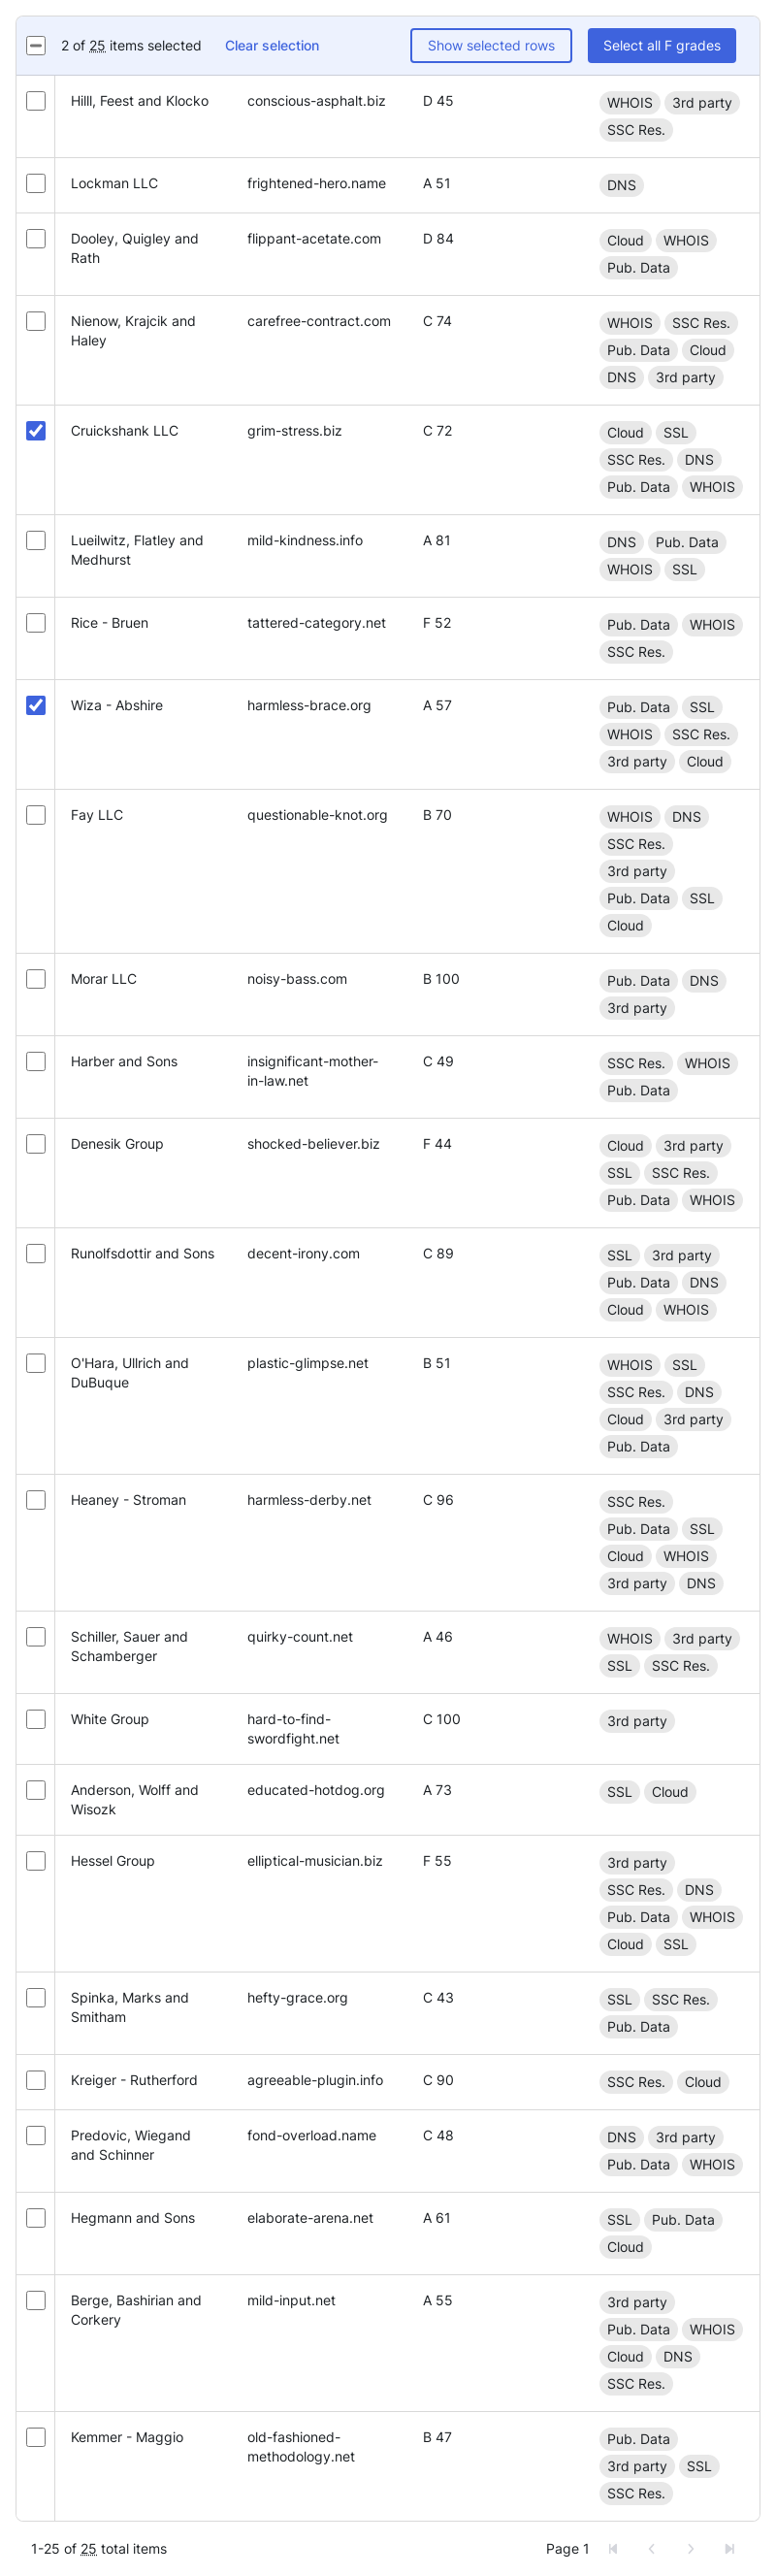 2 of 25 items selected Clear selection Show selected rows Select all F grades
Hilll, Feest and Klocko conscious-asphalt.biz D 45 WHOIS 3rd party
SSC Res.
Lockman LLC frightened-hero.name A 51 DNS
Dooley, Quigley and flippant-acetate.com D 84 Cloud WHOIS
Rath Pub. Data
Nienow, Krajcik and carefree-contract.com C 74 WHOIS SSC Res.
Haley Pub. Data Cloud
DNS 3rd party
Cruickshank LLC grim-stress.biz C 72 Cloud SSL
SSC Res. DNS
Pub. Data WHOIS
Lueilwitz, Flatley and mild-kindness.info A 81 DNS Pub. Data
Medhurst WHOIS SSL
Rice - Bruen tattered-category.net F 52 Pub. Data WHOIS
SSC Res.
Wiza - Abshire harmless-brace.org A 57 Pub. Data SSL
WHOIS SSC Res.
3rd party Cloud
Fay LLC questionable-knot.org B 70 WHOIS DNS
SSC Res.
3rd party
Pub. Data SSL
Cloud
Morar LLC noisy-bass.com B 100 Pub. Data DNS
3rd party
Harber and Sons insignificant-mother- C 49 SSC Res. WHOIS
in-law.net Pub. Data
Denesik Group shocked-believer.biz F 44 Cloud 3rd party
SSL SSC Res.
Pub. Data WHOIS
Runolfsdottir and Sons decent-irony.com C 89 SSL 3rd party
Pub. Data DNS
Cloud WHOIS
O'Hara, Ullrich and plastic-glimpse.net B 51 WHOIS SSL
DuBuque SSC Res. DNS
Cloud 3rd party
Pub. Data
Heaney - Stroman harmless-derby.net C 96 SSC Res.
Pub. Data SSL
Cloud WHOIS
3rd party DNS
Schiller, Sauer and quirky-count.net A 46 WHOIS 3rd party
Schamberger SSL SSC Res.
White Group hard-to-find- C 100 3rd party
swordfight.net
Anderson, Wolff and educated-hotdog.org A 73 SSL Cloud
Wisozk
Hessel Group elliptical-musician.biz F 55 3rd party
SSC Res. DNS
Pub. Data WHOIS
Cloud SSL
Spinka, Marks and hefty-grace.org C 43 SSL SSC Res.
Smitham Pub. Data
Kreiger - Rutherford agreeable-plugin.info C 90 SSC Res. Cloud
Predovic, Wiegand fond-overload.name C 48 DNS 3rd party
and Schinner Pub. Data WHOIS
Hegmann and Sons elaborate-arena.net A 61 SSL Pub. Data
Cloud
Berge, Bashirian and mild-input.net A 55 3rd party
Corkery Pub. Data WHOIS
Cloud DNS
SSC Res.
Kemmer - Maggio old-fashioned- B 47 Pub. Data
methodology.net 3rd party SSL
SSC Res.
1-25 of 25 total items Page 1